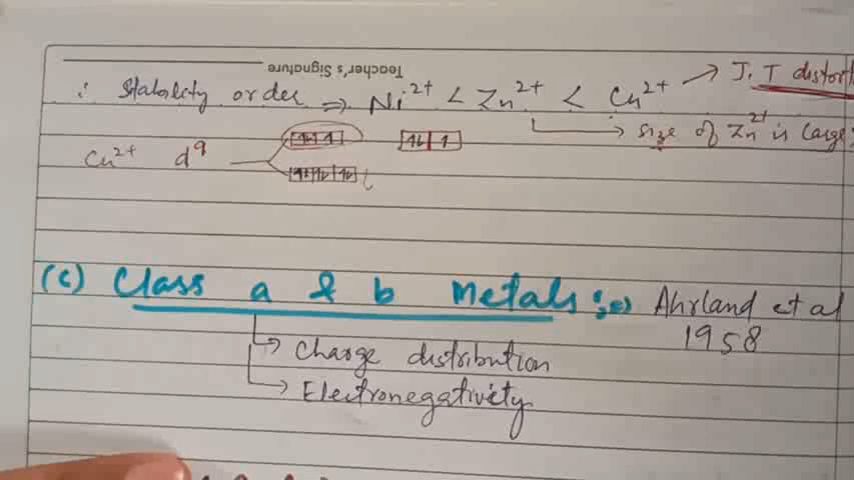 Teacher's Signature
∴ Stability order ⇒ Ni2+ < Zn2+ < Cu2+ → J.T distort
→ size of Zn2+ is large
Cu2+ d9
(c) Class a & b Metals :⇒ Ahrland et al
1958
→ Charge distribution
→ Electronegativity